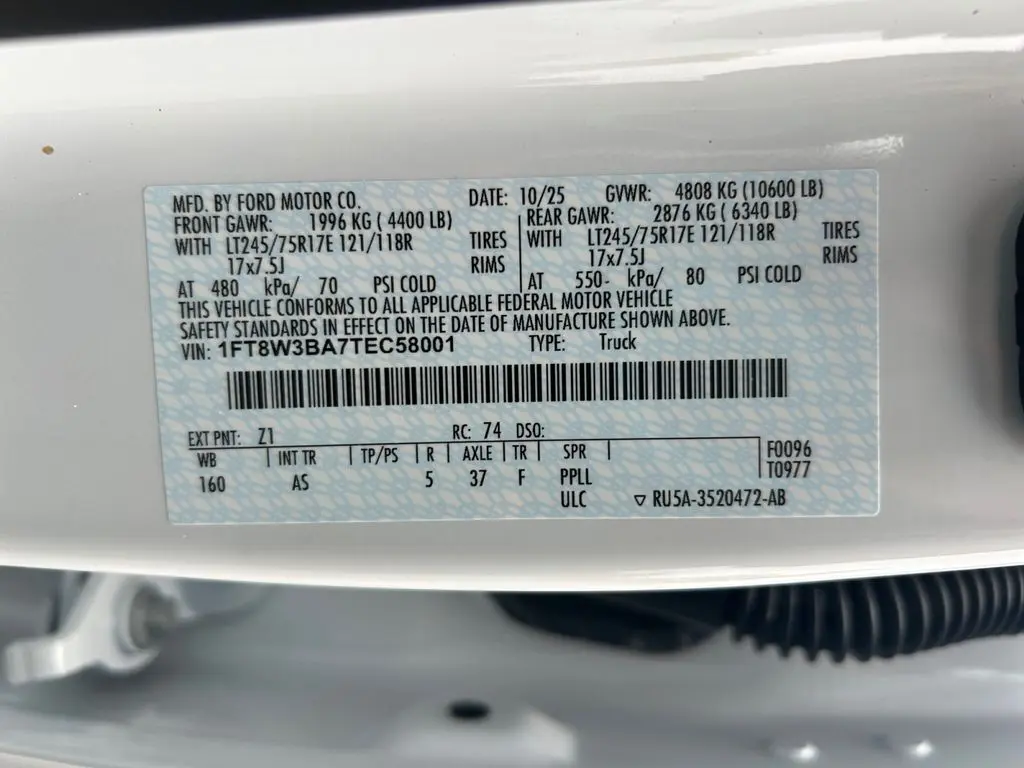 MFD. BY FORD MOTOR CO. DATE: 10/25 GVWR: 4808 KG (10600 LB)
FRONT GAWR: 1996 KG ( 4400 LB) REAR GAWR: 2876 KG ( 6340 LB)
WITH LT245/75R17E 121/118R TIRES WITH LT245/75R17E 121/118R TIRES
17x7.5J RIMS 17x7.5J RIMS
AT 480 kPa/ 70 PSI COLD AT 550- kPa/ 80 PSI COLD
THIS VEHICLE CONFORMS TO ALL APPLICABLE FEDERAL MOTOR VEHICLE
SAFETY STANDARDS IN EFFECT ON THE DATE OF MANUFACTURE SHOWN ABOVE.
VIN: 1FT8W3BA7TEC58001 TYPE: Truck
EXT PNT: Z1 RC: 74 DSO:
WB INT TR TP/PS R AXLE TR SPR F0096
160 AS 5 37 F PPLL T0977
ULC RU5A-3520472-AB